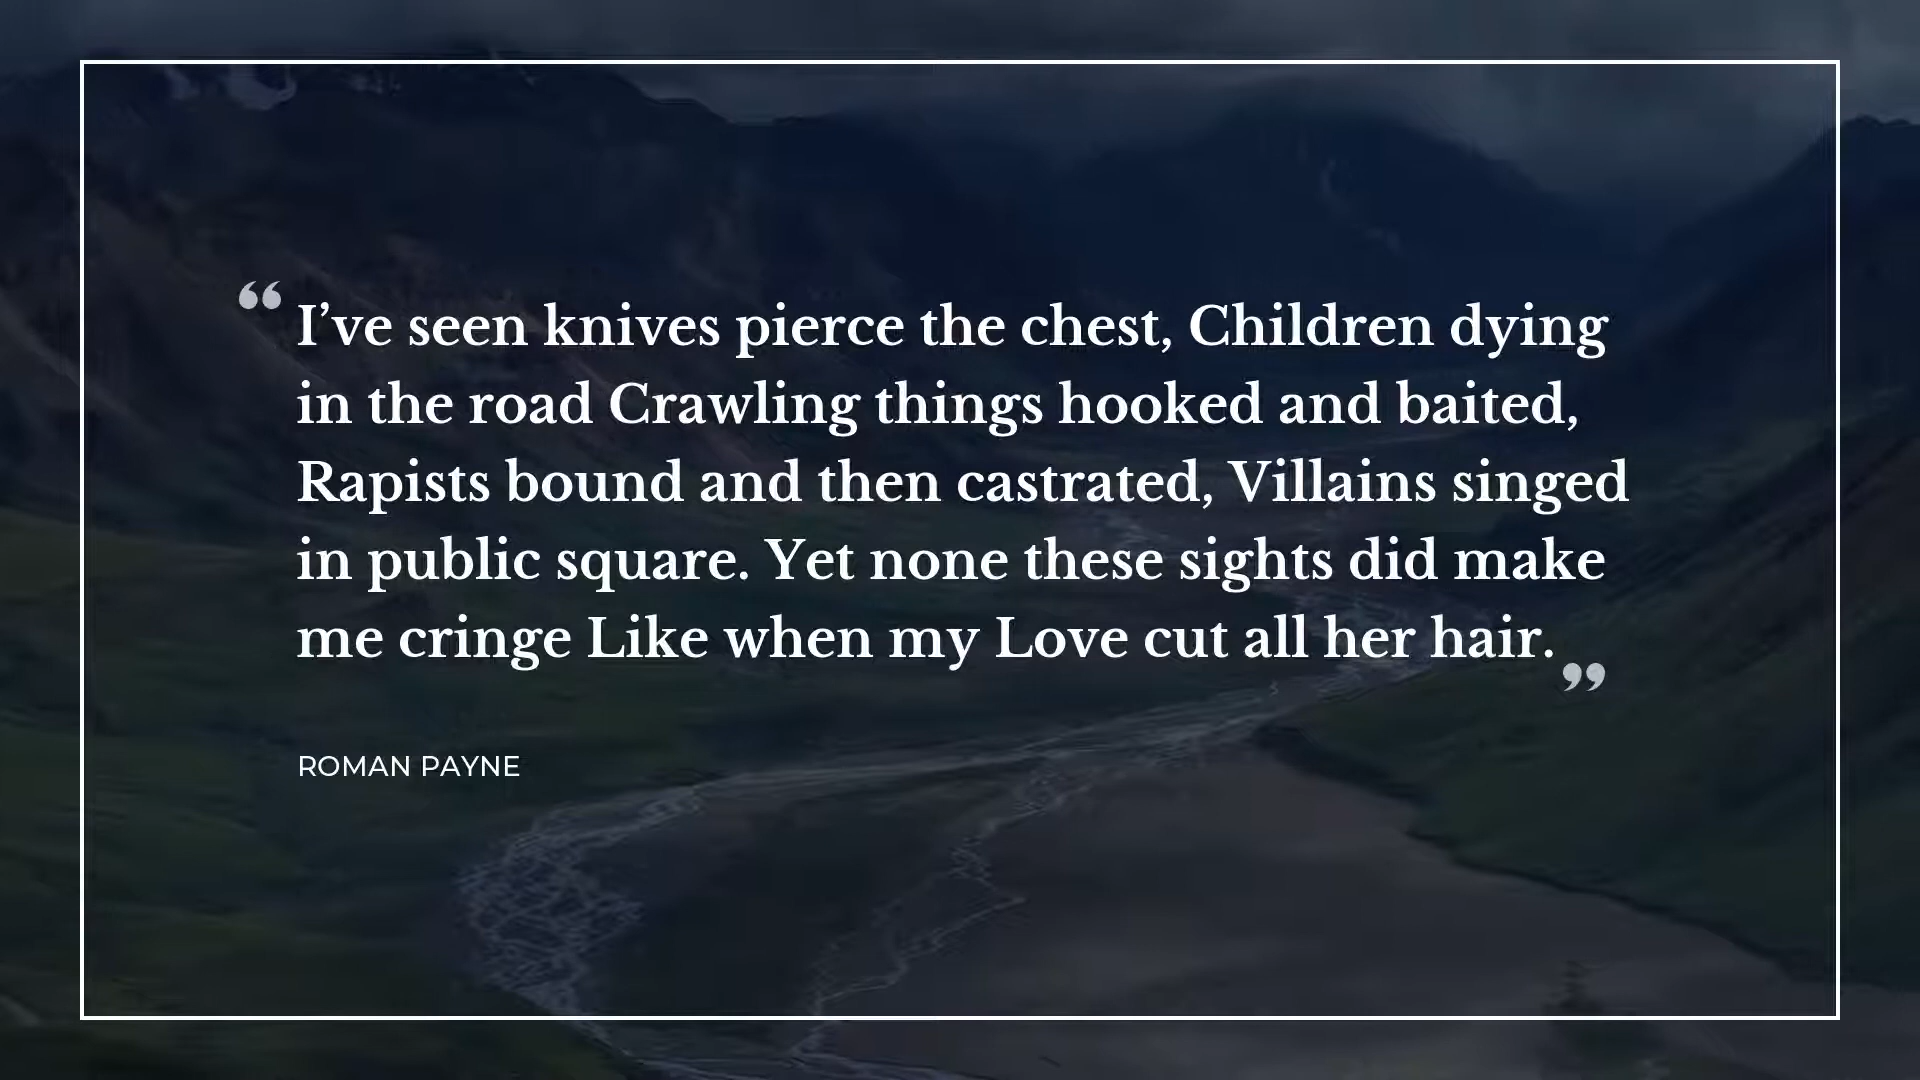 “I’ve seen knives pierce the chest, Children dying
in the road Crawling things hooked and baited,
Rapists bound and then castrated, Villains singed
in public square. Yet none these sights did make
me cringe Like when my Love cut all her hair.”
ROMAN PAYNE